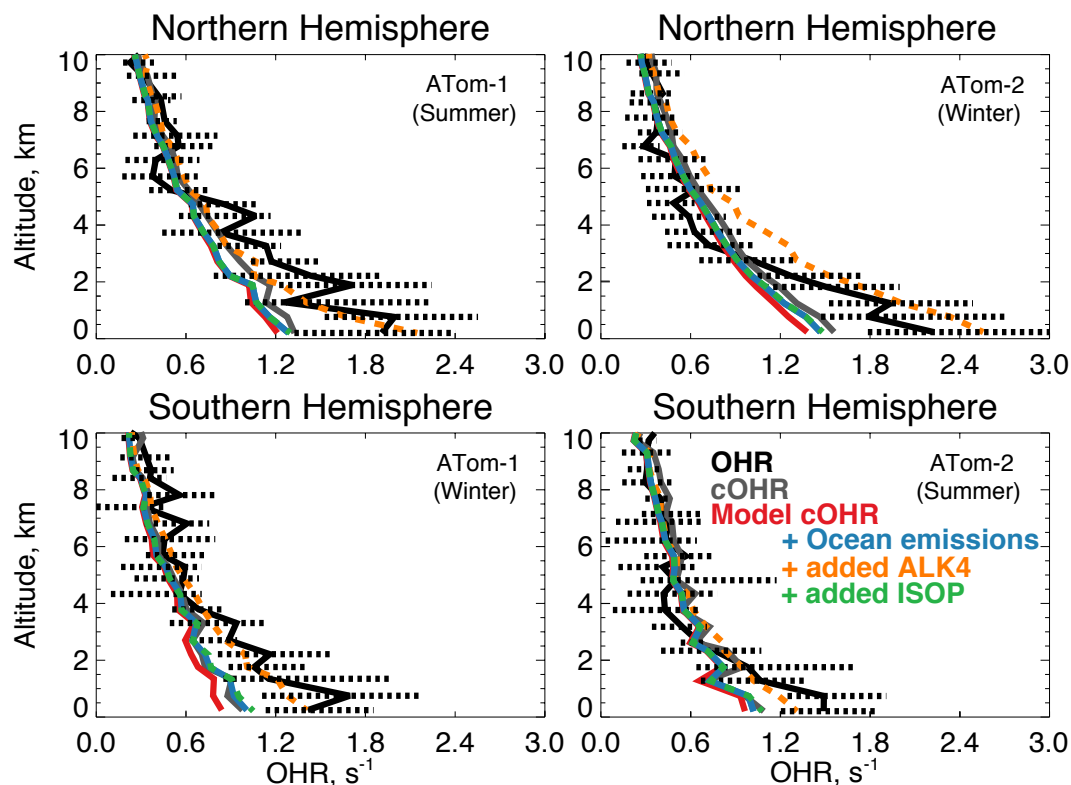 Northern Hemisphere
10
8
6
4
2
0
Altitude, km
ATom-1
(Summer)
0.0 0.6 1.2 1.8 2.4 3.0
Northern Hemisphere
10
8
6
4
2
0
ATom-2
(Winter)
0.0 0.6 1.2 1.8 2.4 3.0
Southern Hemisphere
10
8
6
4
2
0
Altitude, km
ATom-1
(Winter)
0.0 0.6 1.2 1.8 2.4 3.0
OHR, s⁻¹
Southern Hemisphere
10
8
6
4
2
0
ATom-2
(Summer)
OHR
cOHR
Model cOHR
+ Ocean emissions
+ added ALK4
+ added ISOP
0.0 0.6 1.2 1.8 2.4 3.0
OHR, s⁻¹